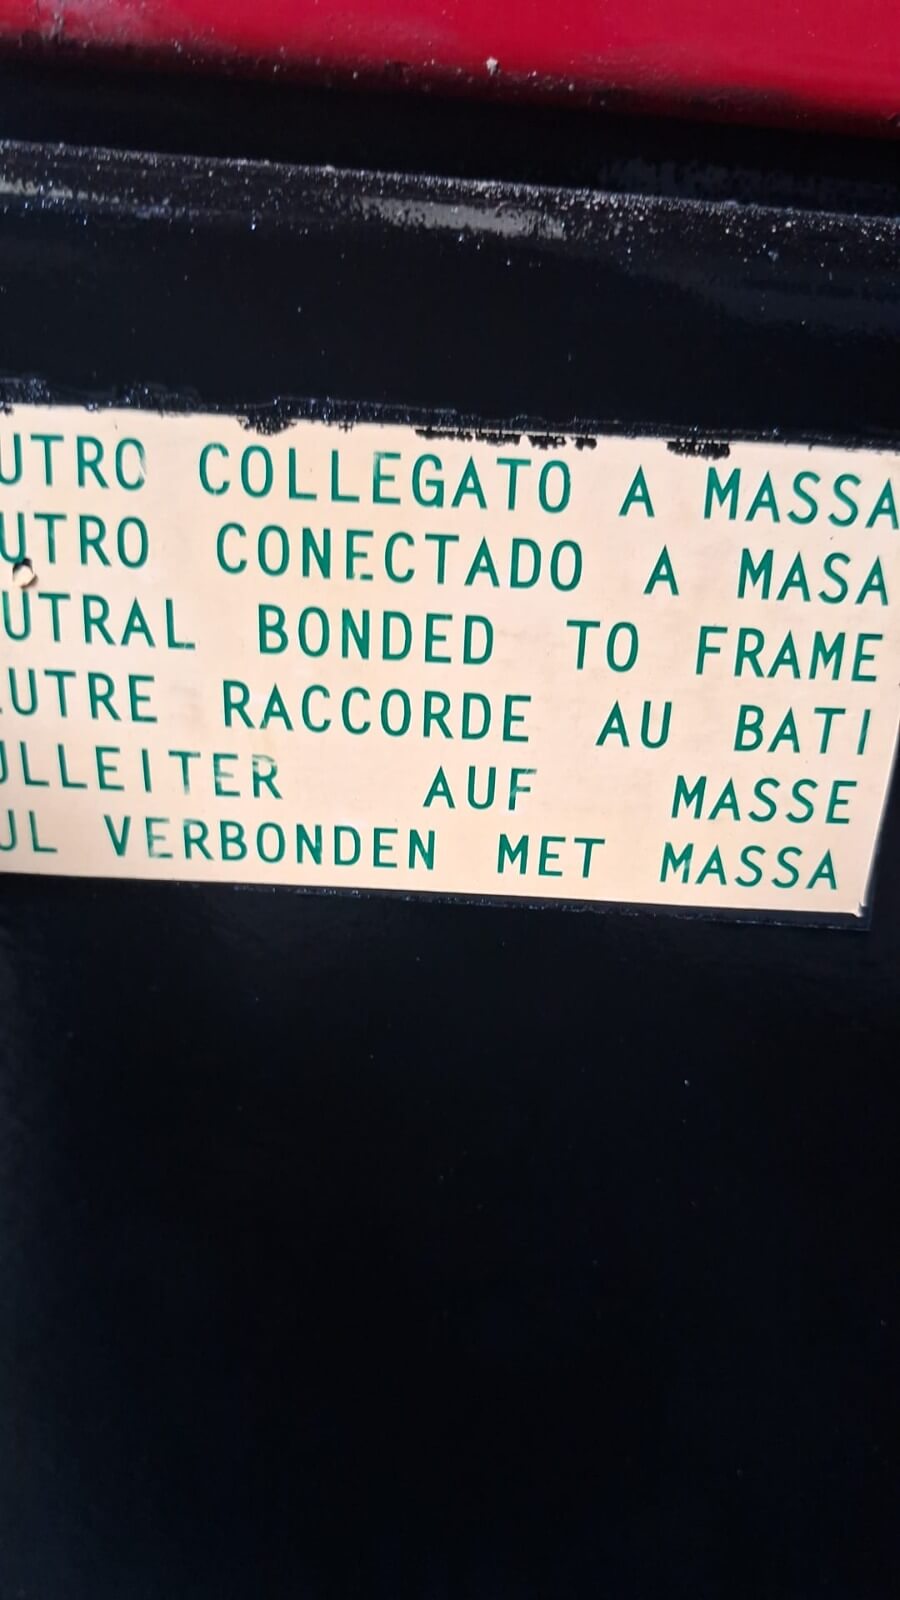 UTRO COLLEGATO A MASSA
UTRO CONECTADO A MASA
UTRAL BONDED TO FRAME
EUTRE RACCORDE AU BATI
ULLEITER AUF MASSE
UL VERBONDEN MET MASSA